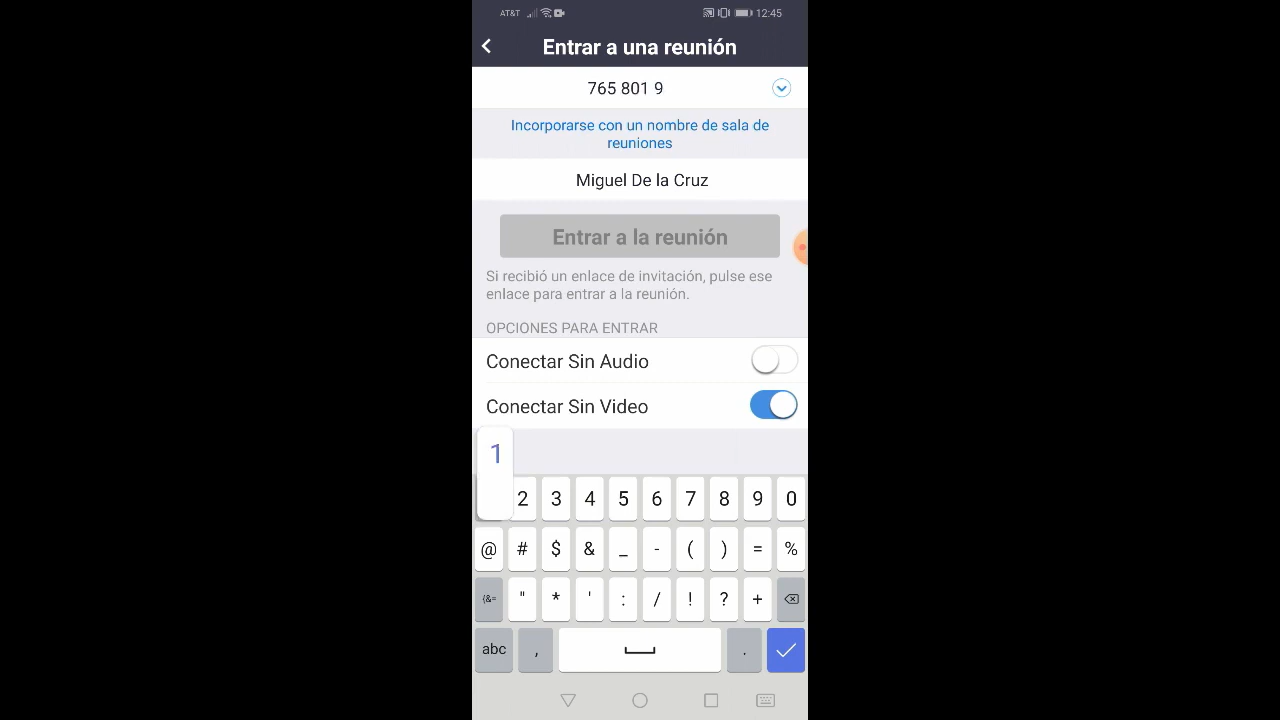 AT&T 12:45
Entrar a una reunión
765 801 9
Incorporarse con un nombre de sala de
reuniones
Miguel De la Cruz
Entrar a la reunión
Si recibió un enlace de invitación, pulse ese
enlace para entrar a la reunión.
OPCIONES PARA ENTRAR
Conectar Sin Audio
Conectar Sin Video
1
2 3 4 5 6 7 8 9 0
@ # $ & _ - ( ) = %
{&= " * ' : / ! ? +
abc , .